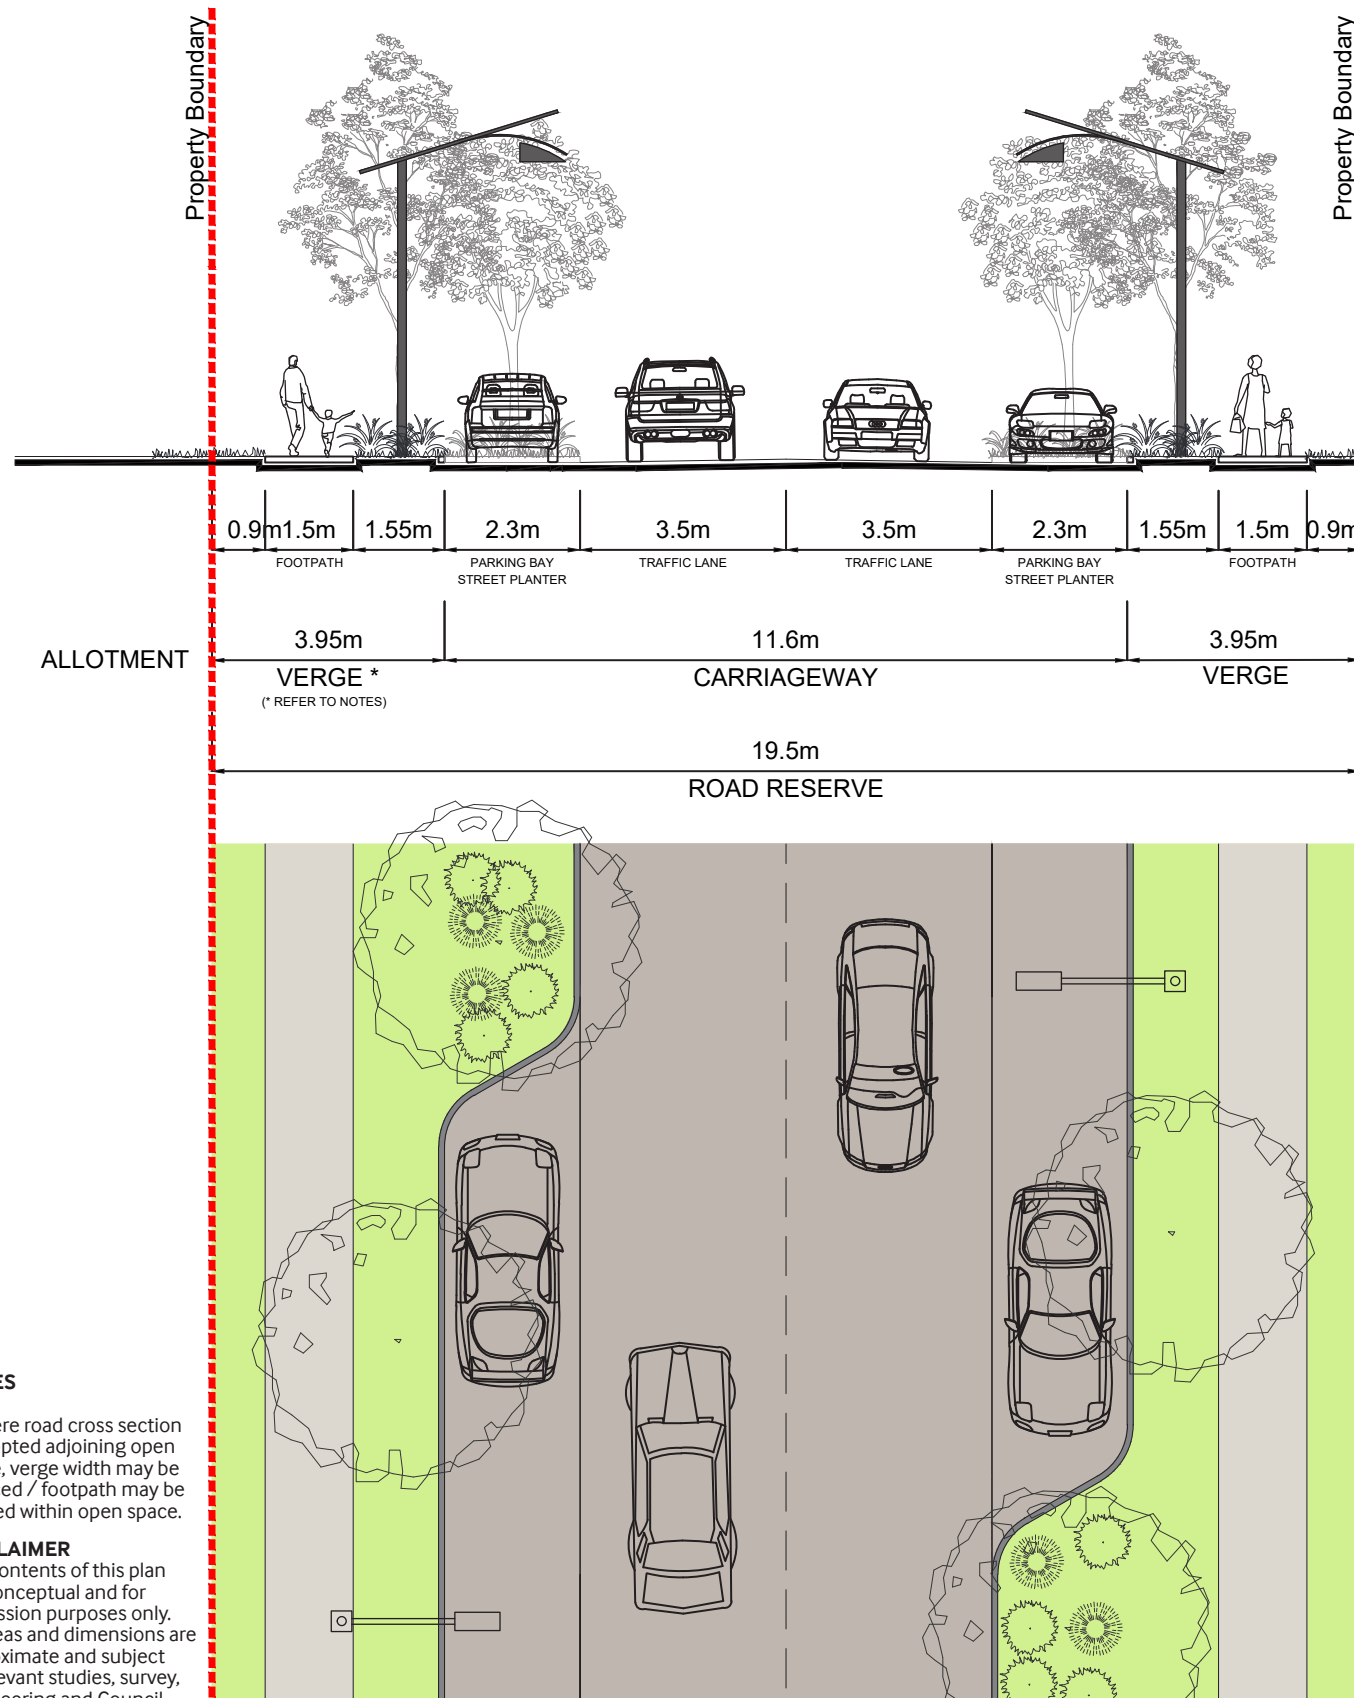 Property Boundary
Property Boundary
0.9m 1.5m 1.55m 2.3m 3.5m 3.5m 2.3m 1.55m 1.5m 0.9m
FOOTPATH PARKING BAY TRAFFIC LANE TRAFFIC LANE PARKING BAY FOOTPATH
STREET PLANTER STREET PLANTER
3.95m 11.6m 3.95m
ALLOTMENT VERGE * CARRIAGEWAY VERGE
(* REFER TO NOTES)
19.5m
ROAD RESERVE
ES
ere road cross section
pted adjoining open
e, verge width may be
ed / footpath may be
ed within open space.
LAIMER
ontents of this plan
onceptual and for
ssion purposes only.
eas and dimensions are
oximate and subject
evant studies, survey,
eering and Council